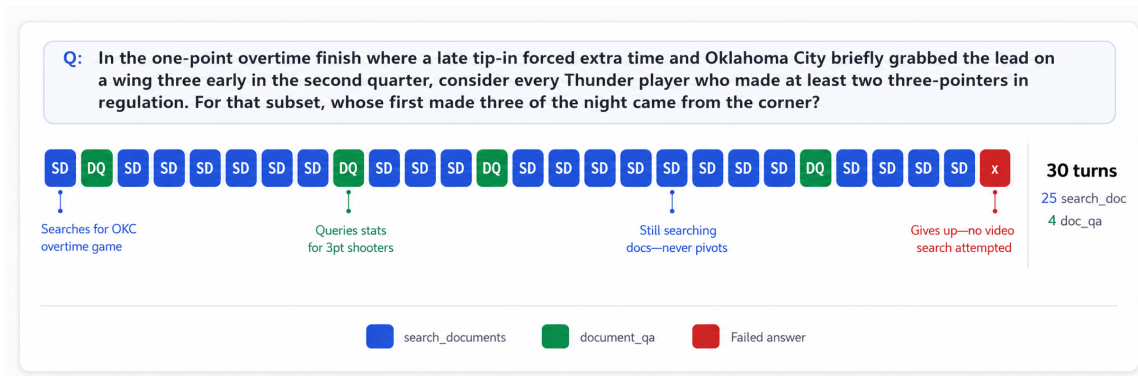 Q: In the one-point overtime finish where a late tip-in forced extra time and Oklahoma City briefly grabbed the lead on
a wing three early in the second quarter, consider every Thunder player who made at least two three-pointers in
regulation. For that subset, whose first made three of the night came from the corner?
SD DQ SD SD SD SD SD SD DQ SD SD SD DQ SD SD SD SD SD SD SD SD DQ SD SD SD SD x
30 turns
25 search_doc
4 doc_qa
Searches for OKC
overtime game
Queries stats
for 3pt shooters
Still searching
docs—never pivots
Gives up—no video
search attempted
search_documents
document_qa
Failed answer